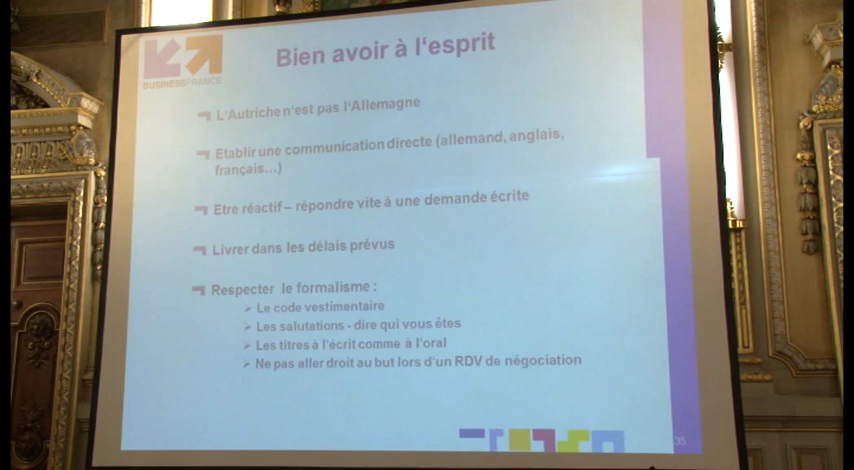 Bien avoir à l'esprit
BUSINESSFRANCE
L'Autriche n'est pas l'Allemagne
Etablir une communication directe (allemand, anglais,
français...)
Etre réactif – répondre vite à une demande écrite
Livrer dans les délais prévus
Respecter le formalisme :
Le code vestimentaire
Les salutations - dire qui vous êtes
Les titres à l'écrit comme à l'oral
Ne pas aller droit au but lors d'un RDV de négociation
35